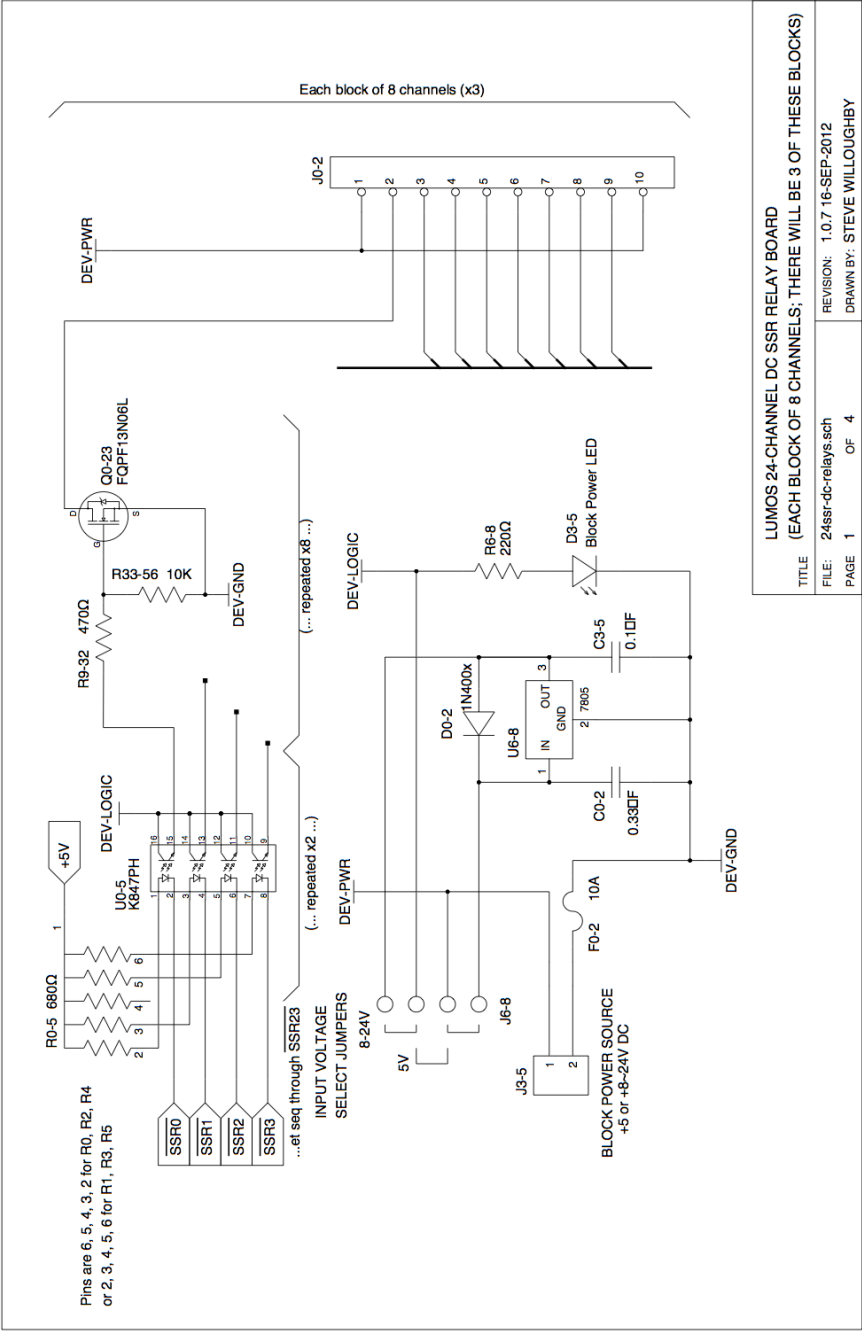 Pins are 6, 5, 4, 3, 2 for R0, R2, R4
or 2, 3, 4, 5, 6 for R1, R3, R5
R0-5 680Ω
2
3
4
5
6
1
+5V
SSR0
SSR1
SSR2
SSR3
...et seq through SSR23
U0-5
K847PH
1
2
3
4
5
6
7
8
16
15
14
13
12
11
10
9
DEV-LOGIC
(... repeated x2 ...)
R9-32 470Ω
R33-56 10K
DEV-GND
G
D
S
Q0-23
FQPF13N06L
(... repeated x8 ...)
DEV-PWR
J0-2
1
2
3
4
5
6
7
8
9
10
Each block of 8 channels (x3)
INPUT VOLTAGE
SELECT JUMPERS
8-24V
5V
J6-8
DEV-PWR
J3-5
1
2
BLOCK POWER SOURCE
+5 or +8~24V DC
F0-2 10A
DEV-GND
D0-2
1N400x
U6-8
IN
OUT
GND
1
2
3
7805
C0-2
0.33□F
C3-5
0.1□F
DEV-LOGIC
R6-8
220Ω
D3-5
Block Power LED
TITLE
LUMOS 24-CHANNEL DC SSR RELAY BOARD
(EACH BLOCK OF 8 CHANNELS; THERE WILL BE 3 OF THESE BLOCKS)
FILE: 24ssr-dc-relays.sch
REVISION: 1.0.7 16-SEP-2012
PAGE 1 OF 4
DRAWN BY: STEVE WILLOUGHBY